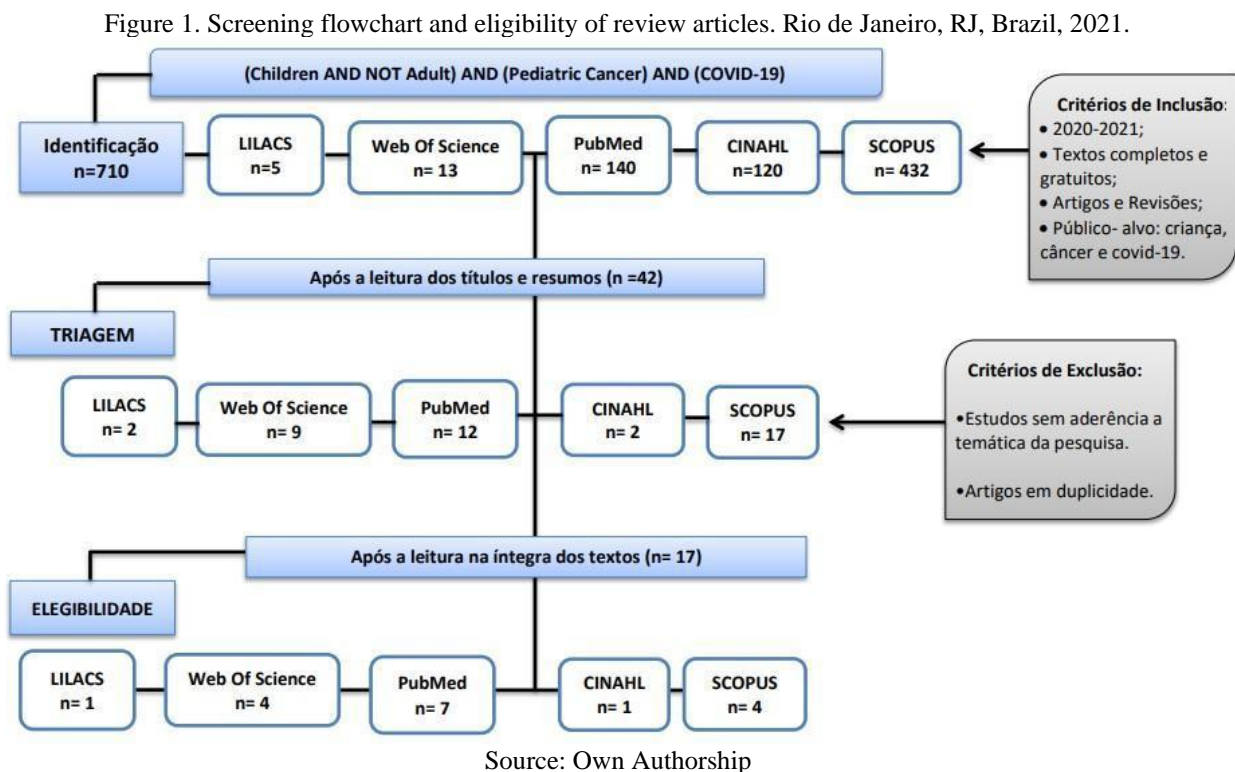 Figure 1. Screening flowchart and eligibility of review articles. Rio de Janeiro, RJ, Brazil, 2021.
(Children AND NOT Adult) AND (Pediatric Cancer) AND (COVID-19)
Identificação
n=710
LILACS
n=5
Web Of Science
n= 13
PubMed
n= 140
CINAHL
n=120
SCOPUS
n= 432
Critérios de Inclusão:
• 2020-2021;
• Textos completos e
gratuitos;
• Artigos e Revisões;
• Público- alvo: criança,
câncer e covid-19.
Após a leitura dos títulos e resumos (n =42)
TRIAGEM
LILACS
n= 2
Web Of Science
n= 9
PubMed
n= 12
CINAHL
n= 2
SCOPUS
n= 17
Critérios de Exclusão:
•Estudos sem aderência a
temática da pesquisa.
•Artigos em duplicidade.
Após a leitura na íntegra dos textos (n= 17)
ELEGIBILIDADE
LILACS
n= 1
Web Of Science
n= 4
PubMed
n= 7
CINAHL
n= 1
SCOPUS
n= 4
Source: Own Authorship